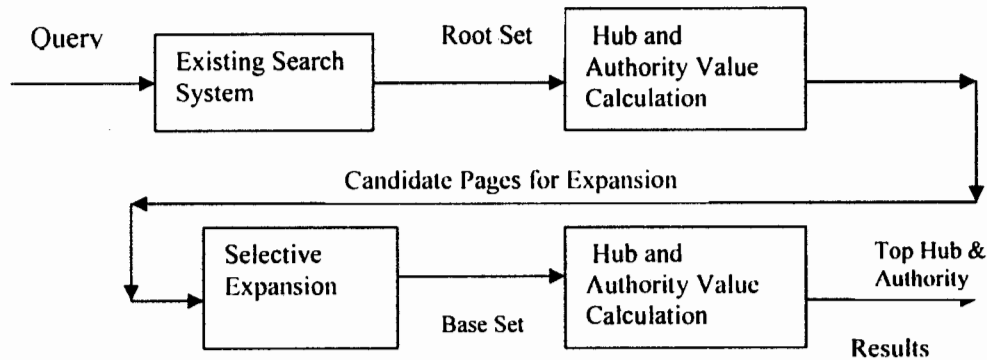 Query
Existing Search
System
Root Set
Hub and
Authority Value
Calculation
Candidate Pages for Expansion
Selective
Expansion
Base Set
Hub and
Authority Value
Calculation
Top Hub &
Authority
Results